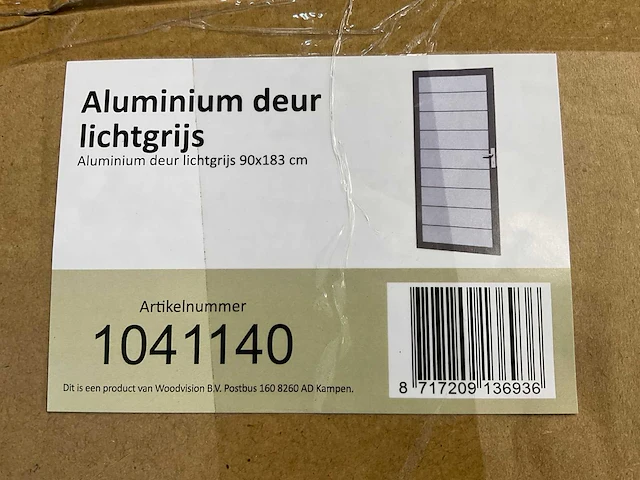 Aluminium deur
lichtgrijs
Aluminium deur lichtgrijs 90x183 cm
Artikelnummer
1041140
Dit is een product van Woodvision B.V. Postbus 160 8260 AD Kampen.
8 717209 136936